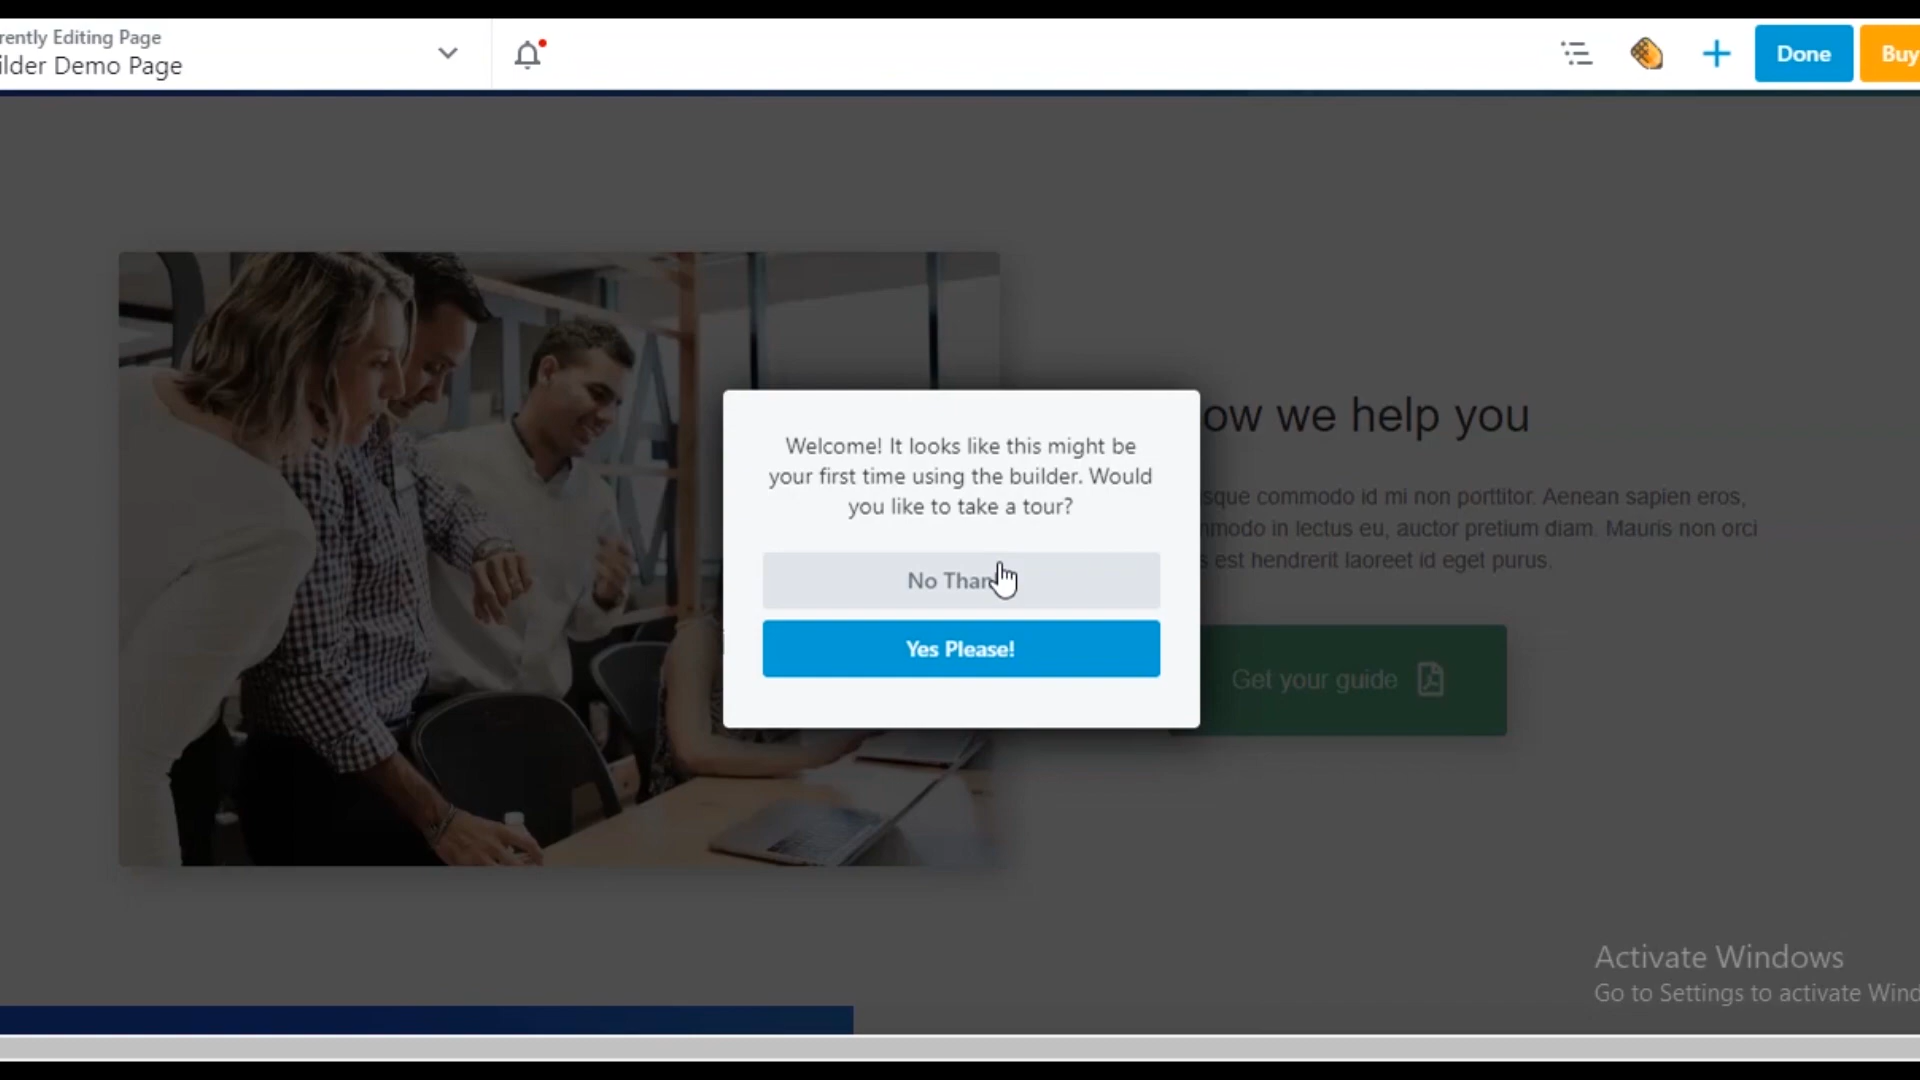 rently Editing Page
ilder Demo Page
Done
Buy
Welcome! It looks like this might be
your first time using the builder. Would
you like to take a tour?
No Than
Yes Please!
ow we help you
sque commodo id mi non porttitor. Aenean sapien eros,
mmodo in lectus eu, auctor pretium diam. Mauris non orci
s est hendrerit laoreet id eget purus.
Get your guide
Activate Windows
Go to Settings to activate Wind